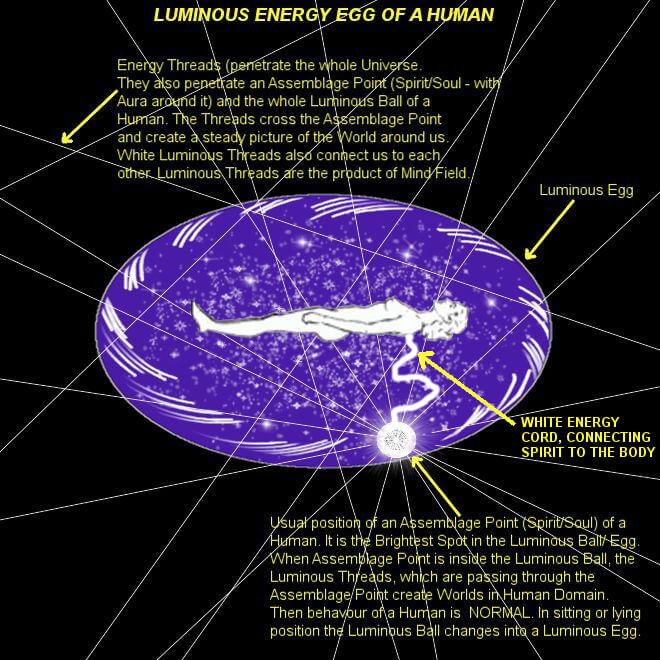 LUMINOUS ENERGY EGG OF A HUMAN
Energy Threads (penetrate the whole Universe.
They also penetrate an Assemblage Point (Spirit/Soul - with
Aura around it) and the whole Luminous Ball of a
Human. The Threads cross the Assemblage Point
and create a steady picture of the World around us.
White Luminous Threads also connect us to each
other. Luminous Threads are the product of Mind Field.
Luminous Egg
WHITE ENERGY
CORD, CONNECTING
SPIRIT TO THE BODY
Usual position of an Assemblage Point (Spirit/Soul) of a
Human. It is the Brightest Spot in the Luminous Ball/ Egg.
When Assemblage Point is inside the Luminous Ball, the
Luminous Threads, which are passing through the
Assemblage Point create Worlds in Human Domain.
Then behavour of a Human is NORMAL. In sitting or lying
position the Luminous Ball changes into a Luminous Egg.